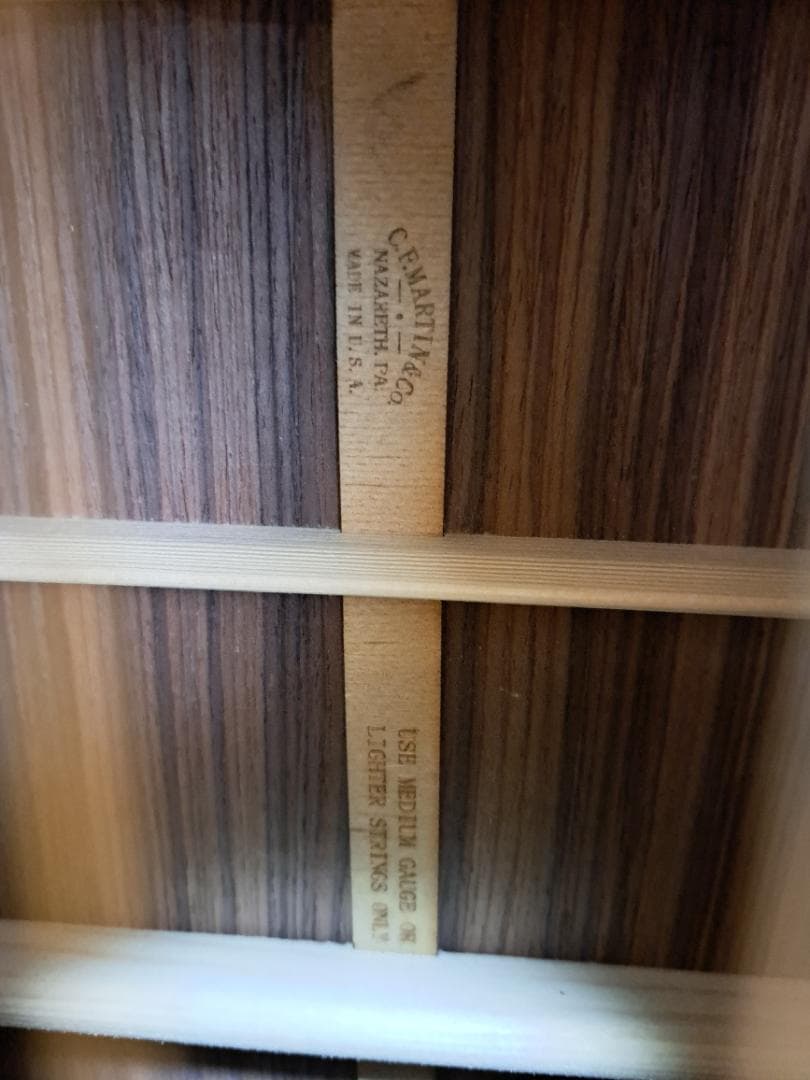 C.F. MARTIN & Co.
NAZARETH, PA.
MADE IN U.S.A.
USE MEDIUM GAUGE OR
LIGHTER STRINGS ONLY